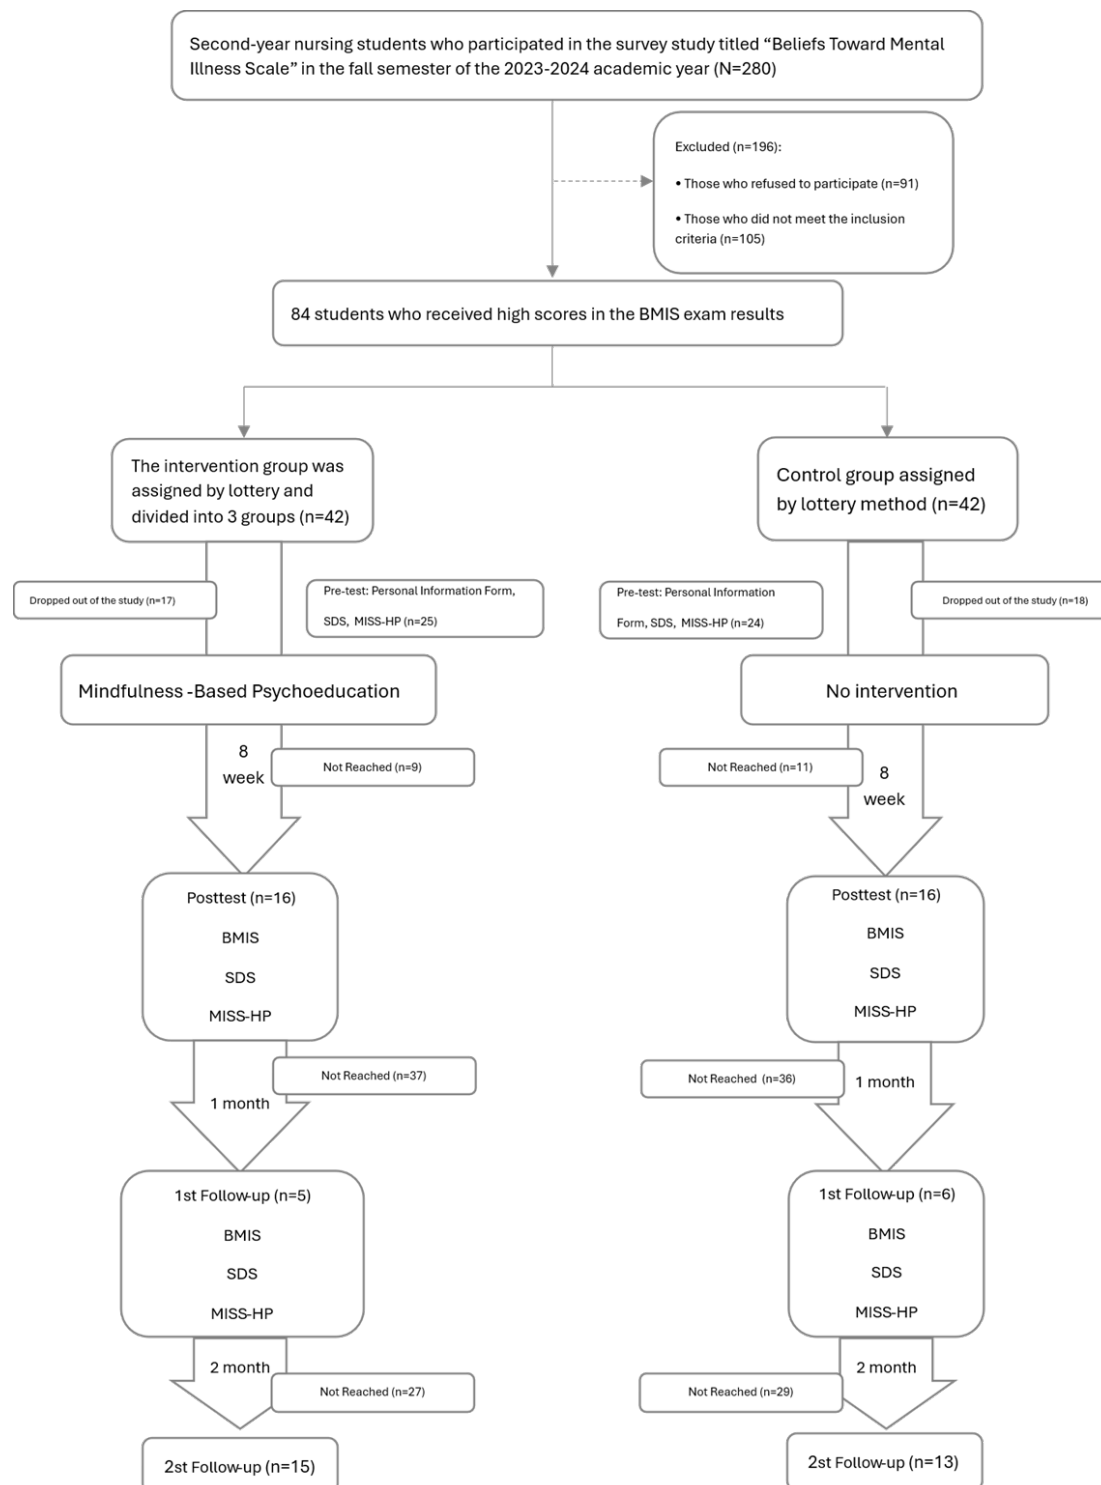 Second-year nursing students who participated in the survey study titled “Beliefs Toward Mental
Illness Scale” in the fall semester of the 2023-2024 academic year (N=280)
Excluded (n=196):
• Those who refused to participate (n=91)
• Those who did not meet the inclusion
criteria (n=105)
84 students who received high scores in the BMIS exam results
The intervention group was
assigned by lottery and
divided into 3 groups (n=42)
Control group assigned
by lottery method (n=42)
Dropped out of the study (n=17)
Pre-test: Personal Information Form,
SDS, MISS-HP (n=25)
Pre-test: Personal Information
Form, SDS, MISS-HP (n=24)
Dropped out of the study (n=18)
Mindfulness -Based Psychoeducation
No intervention
8
week
Not Reached (n=9)
Not Reached (n=11)
8
week
Posttest (n=16)
BMIS
SDS
MISS-HP
Posttest (n=16)
BMIS
SDS
MISS-HP
Not Reached (n=37)
1 month
Not Reached (n=36)
1 month
1st Follow-up (n=5)
BMIS
SDS
MISS-HP
1st Follow-up (n=6)
BMIS
SDS
MISS-HP
2 month
Not Reached (n=27)
2 month
Not Reached (n=29)
2st Follow-up (n=15)
2st Follow-up (n=13)